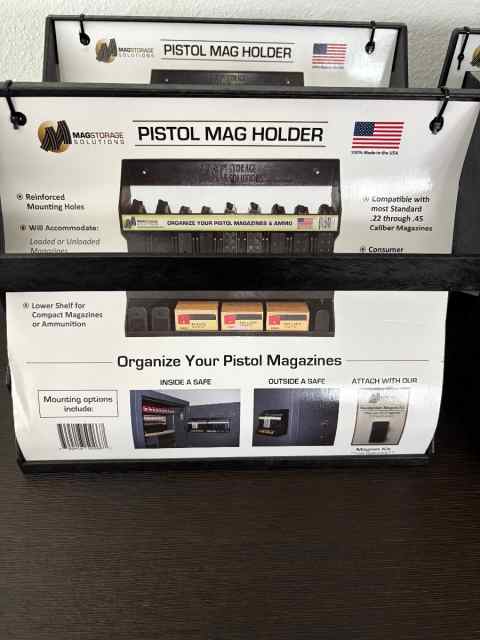 MAGSTORAGE
SOLUTIONS
PISTOL MAG HOLDER
MAGSTORAGE
SOLUTIONS
PISTOL MAG HOLDER
100% Made in the USA
Reinforced
Mounting Holes
Will Accommodate:
Loaded or Unloaded
Magazines
ORGANIZE YOUR PISTOL MAGAZINES & AMMO
Compatible with
most Standard
.22 through .45
Caliber Magazines
Consumer
Lower Shelf for
Compact Magazines
or Ammunition
Organize Your Pistol Magazines
Mounting options
include:
INSIDE A SAFE
OUTSIDE A SAFE
ATTACH WITH OUR
Magnet Kit